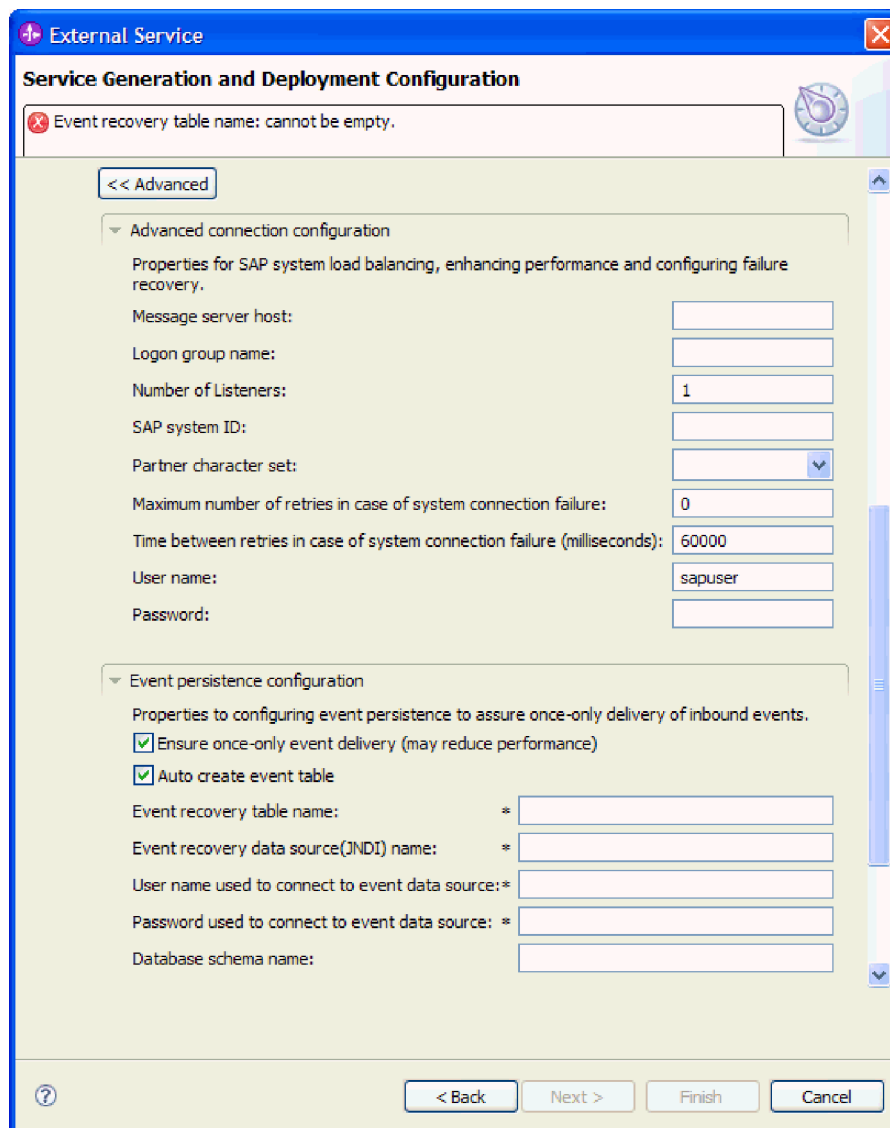 External Service
Service Generation and Deployment Configuration
Event recovery table name: cannot be empty.
<< Advanced
Advanced connection configuration
Properties for SAP system load balancing, enhancing performance and configuring failure
recovery.
Message server host:
Logon group name:
Number of Listeners: 1
SAP system ID:
Partner character set:
Maximum number of retries in case of system connection failure: 0
Time between retries in case of system connection failure (milliseconds): 60000
User name: sapuser
Password:
Event persistence configuration
Properties to configuring event persistence to assure once-only delivery of inbound events.
Ensure once-only event delivery (may reduce performance)
Auto create event table
Event recovery table name: *
Event recovery data source(JNDI) name: *
User name used to connect to event data source:*
Password used to connect to event data source: *
Database schema name:
? < Back Next > Finish Cancel